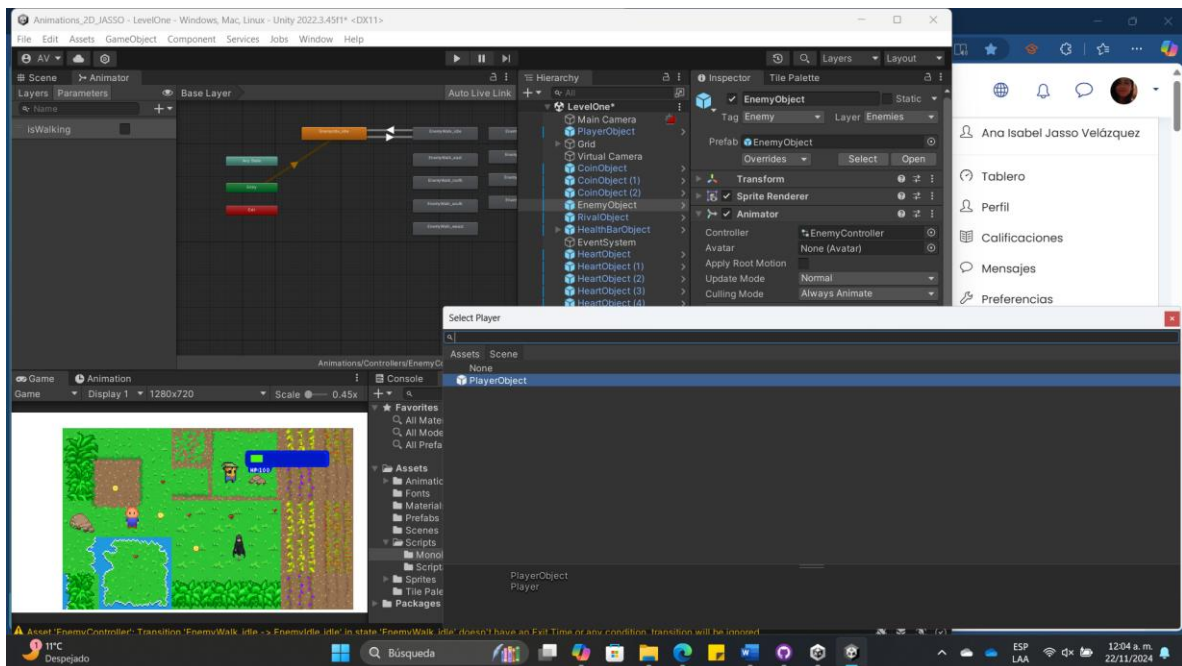 Animations_2D_JASSO - LevelOne - Windows, Mac, Linux - Unity 2022.3.45f1* <DX11>
File Edit Assets GameObject Component Services Jobs Window Help
AV
Layers Layout
Scene Animator
Layers Parameters Base Layer Auto Live Link
Name
isWalking
Any State
Entry
Exit
Animations/Controllers/EnemyCo
Hierarchy
All
LevelOne*
Main Camera
PlayerObject
Grid
Virtual Camera
CoinObject
CoinObject (1)
CoinObject (2)
EnemyObject
RivalObject
HealthBarObject
EventSystem
HeartObject
HeartObject (1)
HeartObject (2)
HeartObject (3)
HeartObject (4)
Inspector Tile Palette
EnemyObject Static
Tag Enemy Layer Enemies
Prefab EnemyObject
Overrides Select Open
Transform
Sprite Renderer
Animator
Controller EnemyController
Avatar None (Avatar)
Apply Root Motion
Update Mode Normal
Culling Mode Always Animate
Ana Isabel Jasso Velázquez
Tablero
Perfil
Calificaciones
Mensajes
Preferencias
Select Player
Assets Scene
None
PlayerObject
PlayerObject
Player
Game Animation
Game Display 1 1280x720 Scale 0.45x
HP:100
Console
Favorites
All Mate
All Mode
All Prefa
Assets
Animatic
Fonts
Material
Prefabs
Scenes
Scripts
Monol
Script
Sprites
Tile Pale
Packages
Asset 'EnemyController': Transition 'EnemyWalk_idle -> EnemyIdle_idle' in state 'EnemyWalk_idle' doesn't have an Exit Time or any condition, transition will be ignored
11°C
Despejado
Búsqueda
ESP
LAA
12:04 a. m.
22/11/2024